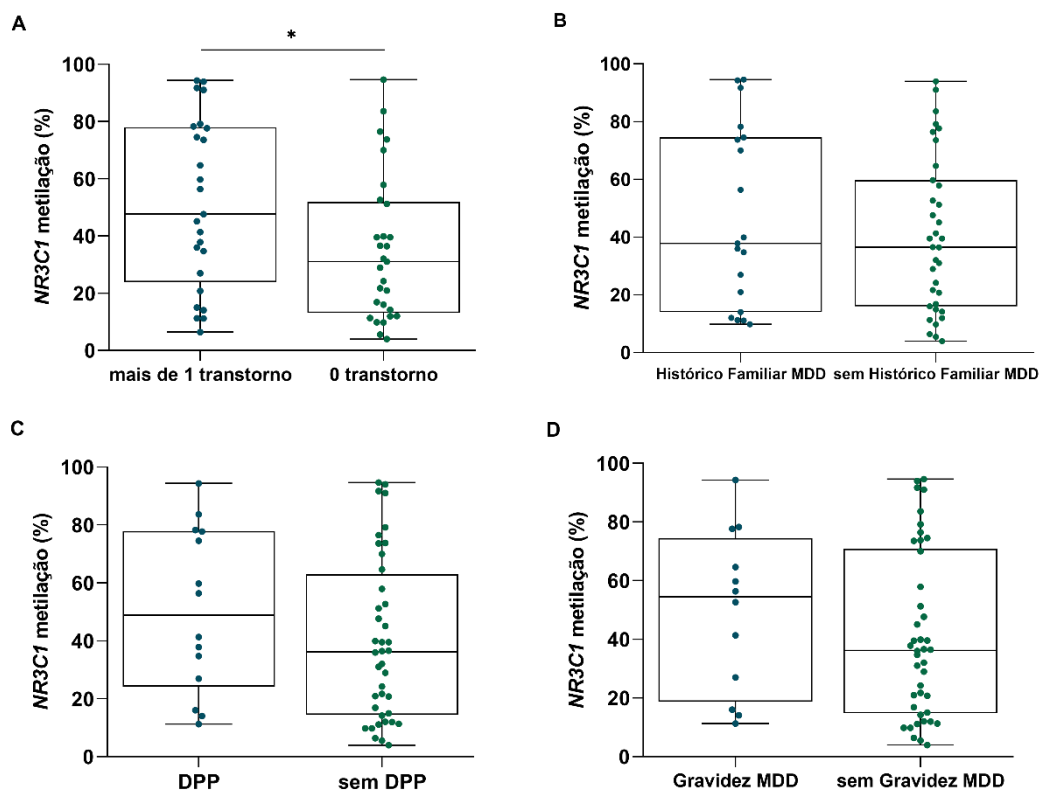 A
*
NR3C1 metilação (%)
100
80
60
40
20
0
mais de 1 transtorno
0 transtorno
B
NR3C1 metilação (%)
100
80
60
40
20
0
Histórico Familiar MDD
sem Histórico Familiar MDD
C
NR3C1 metilação (%)
100
80
60
40
20
0
DPP
sem DPP
D
NR3C1 metilação (%)
100
80
60
40
20
0
Gravidez MDD
sem Gravidez MDD